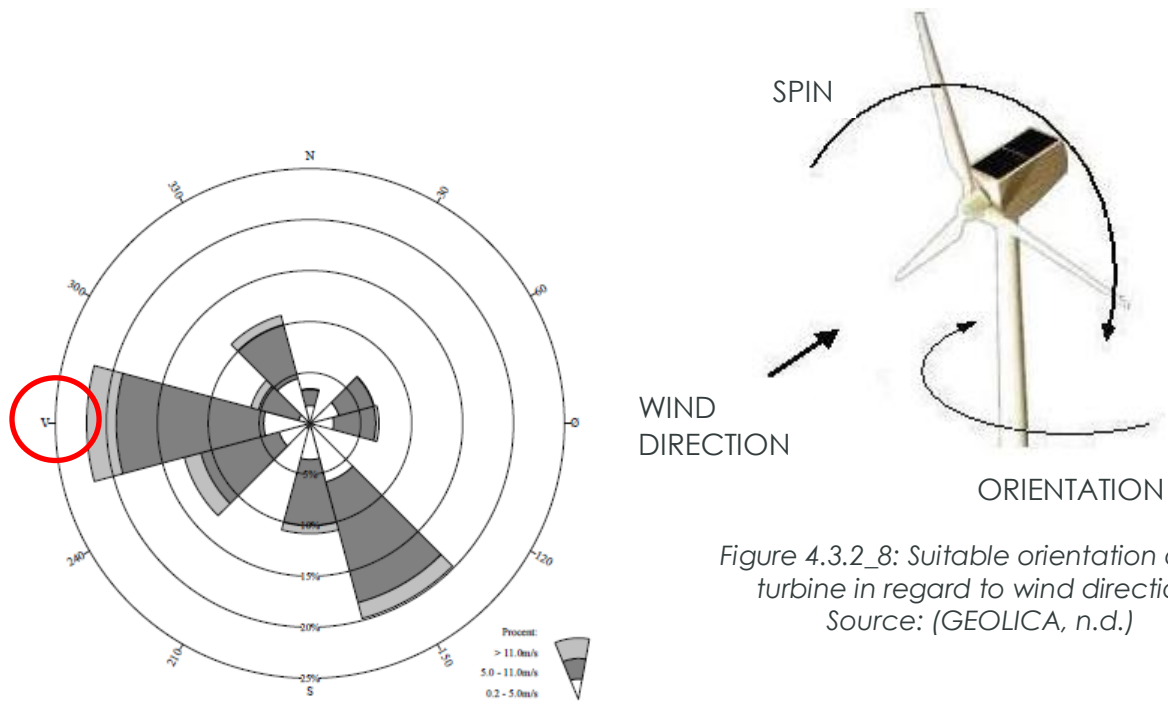 N
330
30
300
60
V
Ø
240
120
210
150
S
5%
10%
15%
20%
25%
Procent:
> 11.0m/s
5.0 - 11.0m/s
0.2 - 5.0m/s
SPIN
WIND
DIRECTION
ORIENTATION
Figure 4.3.2_8: Suitable orientation
turbine in regard to wind directi
Source: (GEOLICA, n.d.)